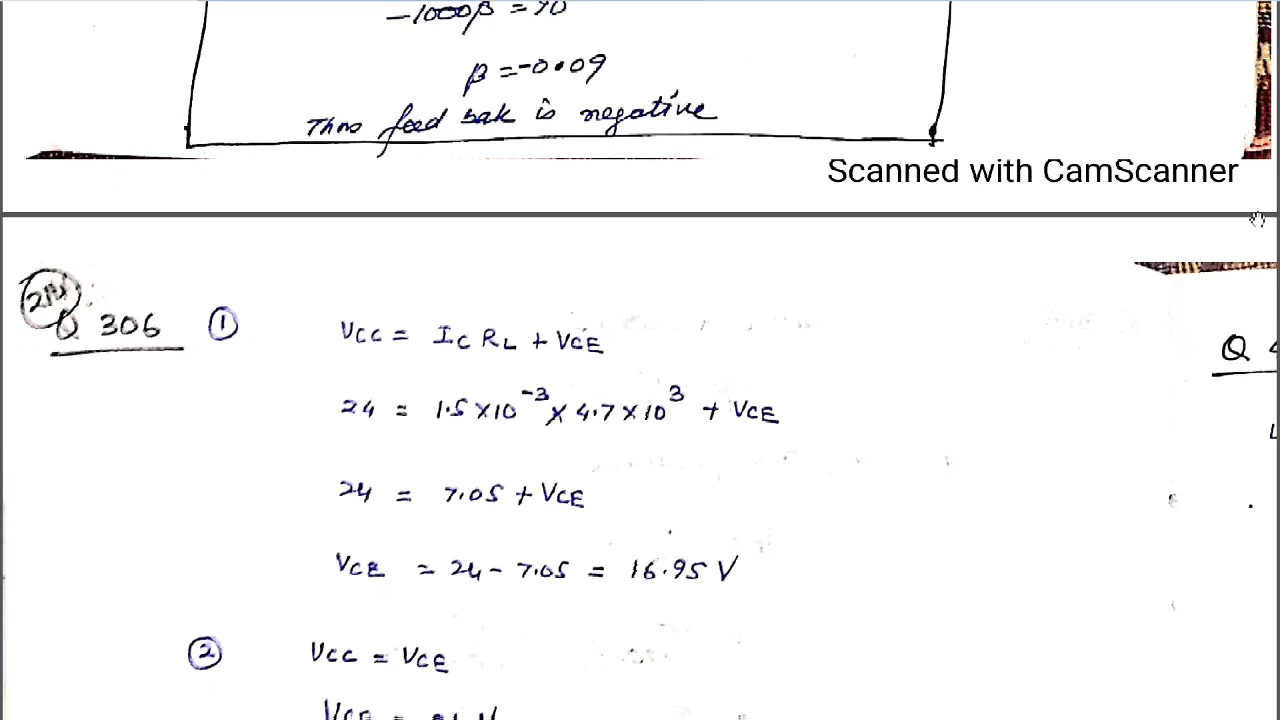 -1000β = 90
β = -0.09
Thus feed bak is negative
Scanned with CamScanner
Q 306 ①
VCC = IC RL + VCE
24 = 1.5 × 10⁻³ × 4.7 × 10³ + VCE
24 = 7.05 + VCE
VCE = 24 - 7.05 = 16.95 V
② VCC = VCE
Q